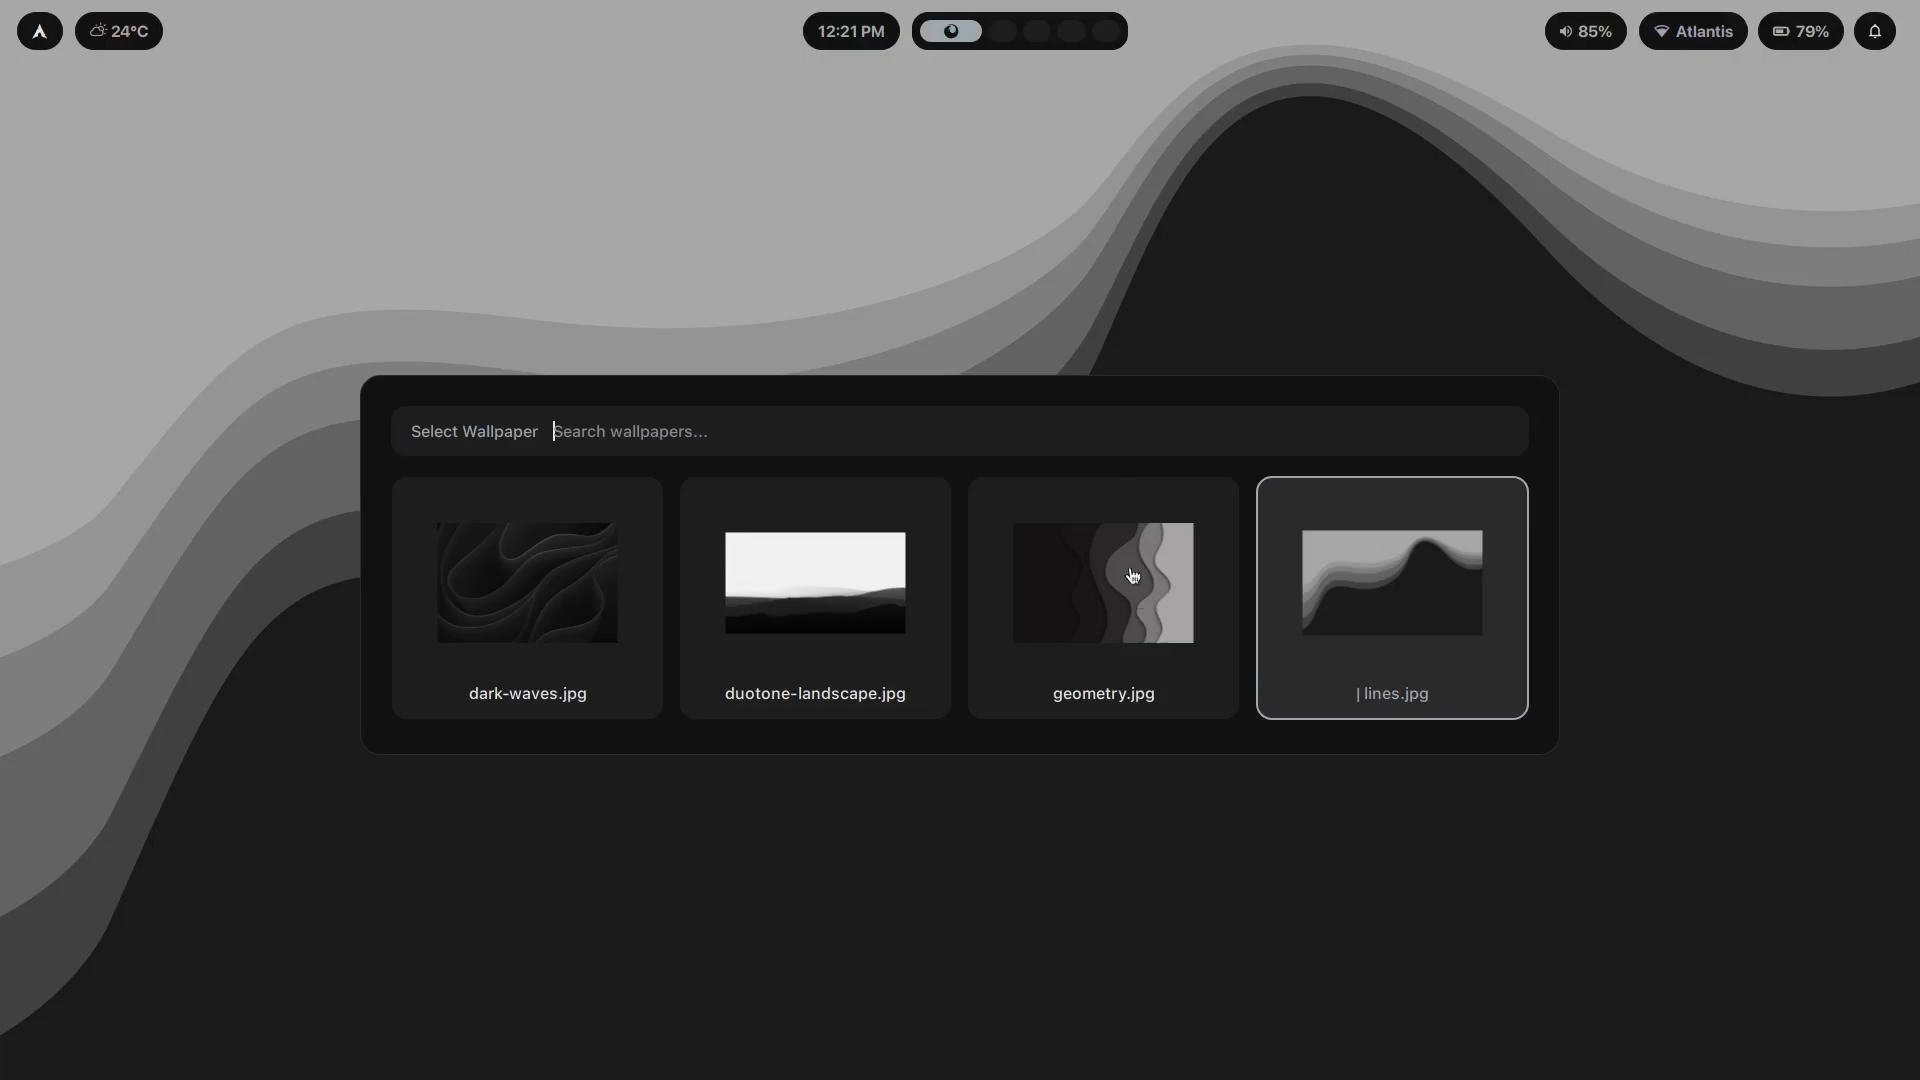 24°C
12:21 PM
85%
Atlantis
79%
Select Wallpaper Search wallpapers...
dark-waves.jpg
duotone-landscape.jpg
geometry.jpg
| lines.jpg